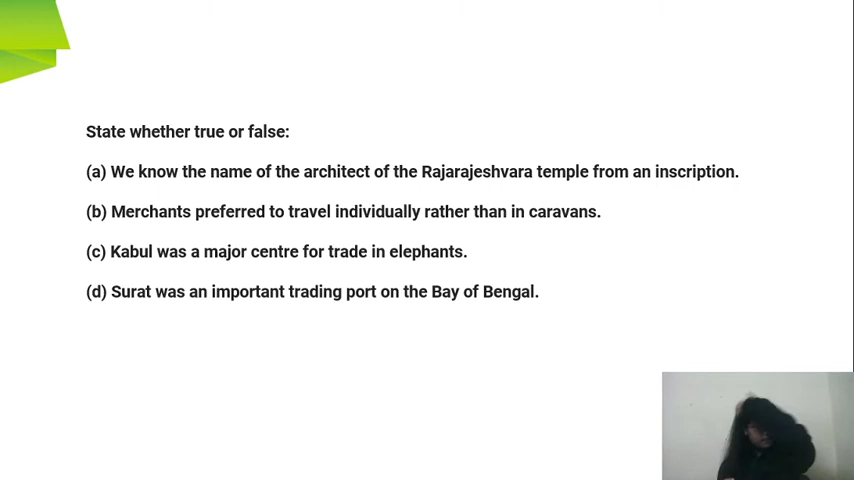 State whether true or false:
(a) We know the name of the architect of the Rajarajeshvara temple from an inscription.
(b) Merchants preferred to travel individually rather than in caravans.
(c) Kabul was a major centre for trade in elephants.
(d) Surat was an important trading port on the Bay of Bengal.